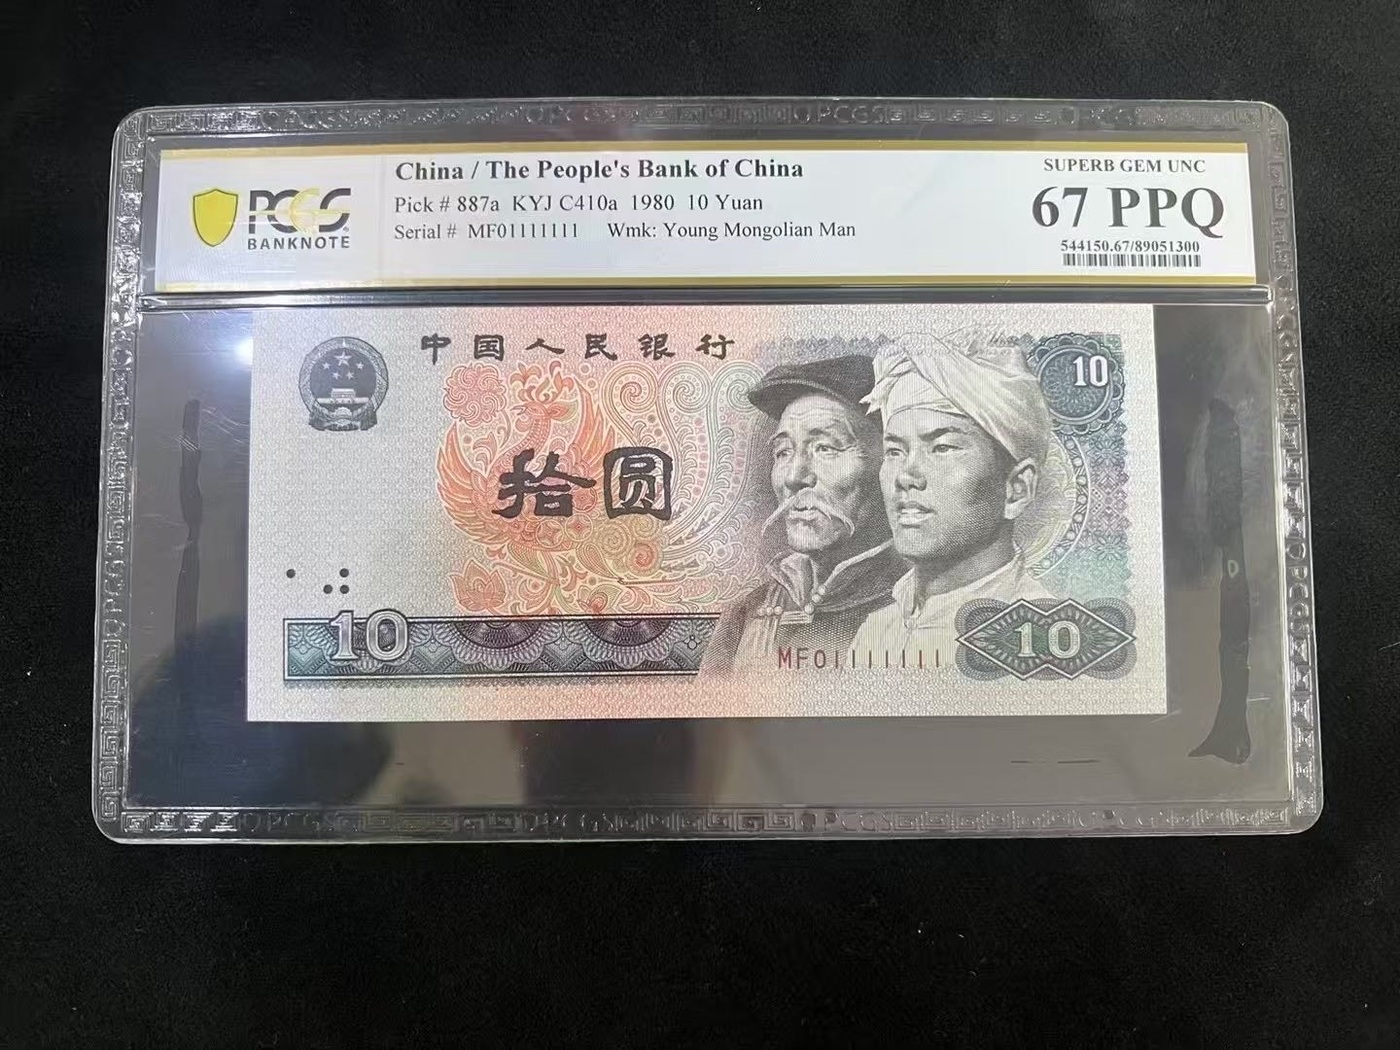 China / The People's Bank of China
SUPERB GEM UNC
PCGS BANKNOTE
Pick # 887a KYJ C410a 1980 10 Yuan
67 PPQ
Serial # MF01111111 Wmk: Young Mongolian Man
544150.67/89051300
中国人民银行
10
拾圆
10
MF01111111
10